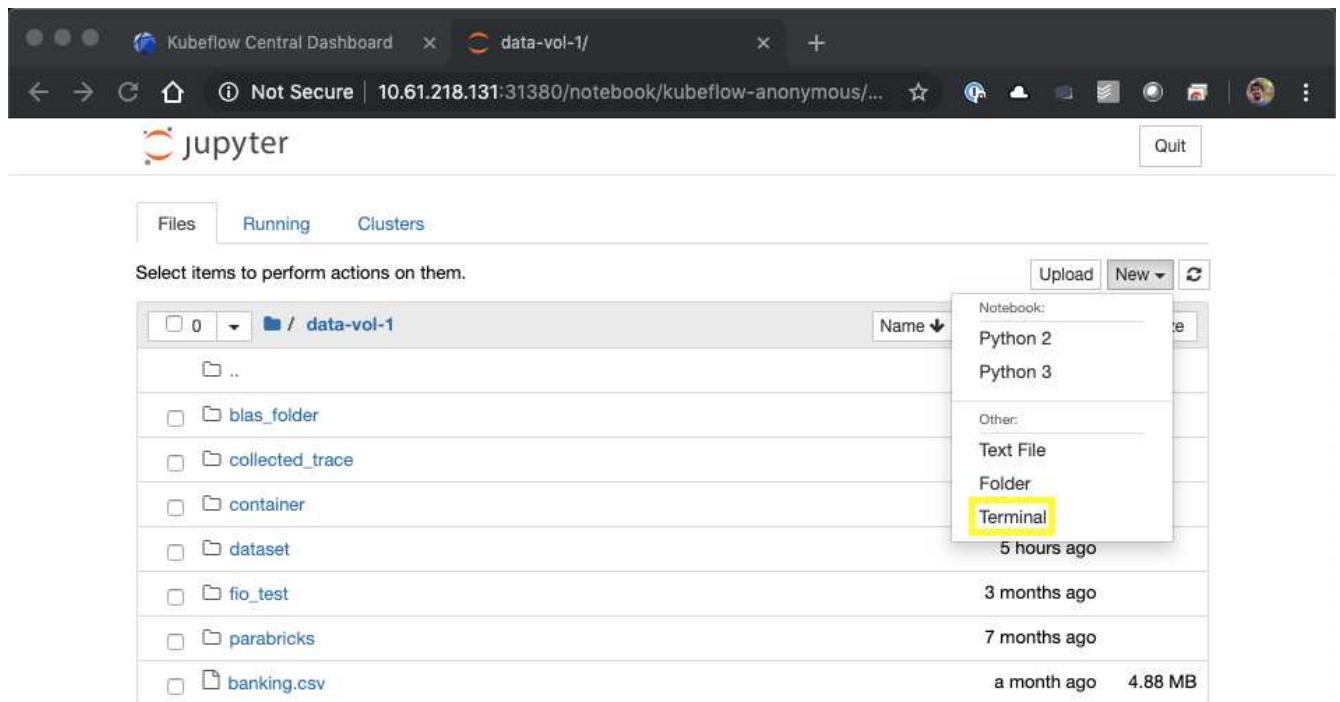 Kubeflow Central Dashboard
data-vol-1/
Not Secure | 10.61.218.131:31380/notebook/kubeflow-anonymous/...
jupyter
Quit
Files Running Clusters
Select items to perform actions on them.
Upload New
0 / data-vol-1 Name
Notebook:
Python 2
Python 3
Other:
Text File
Folder
Terminal
..
blas_folder
collected_trace
container
dataset 5 hours ago
fio_test 3 months ago
parabricks 7 months ago
banking.csv a month ago 4.88 MB